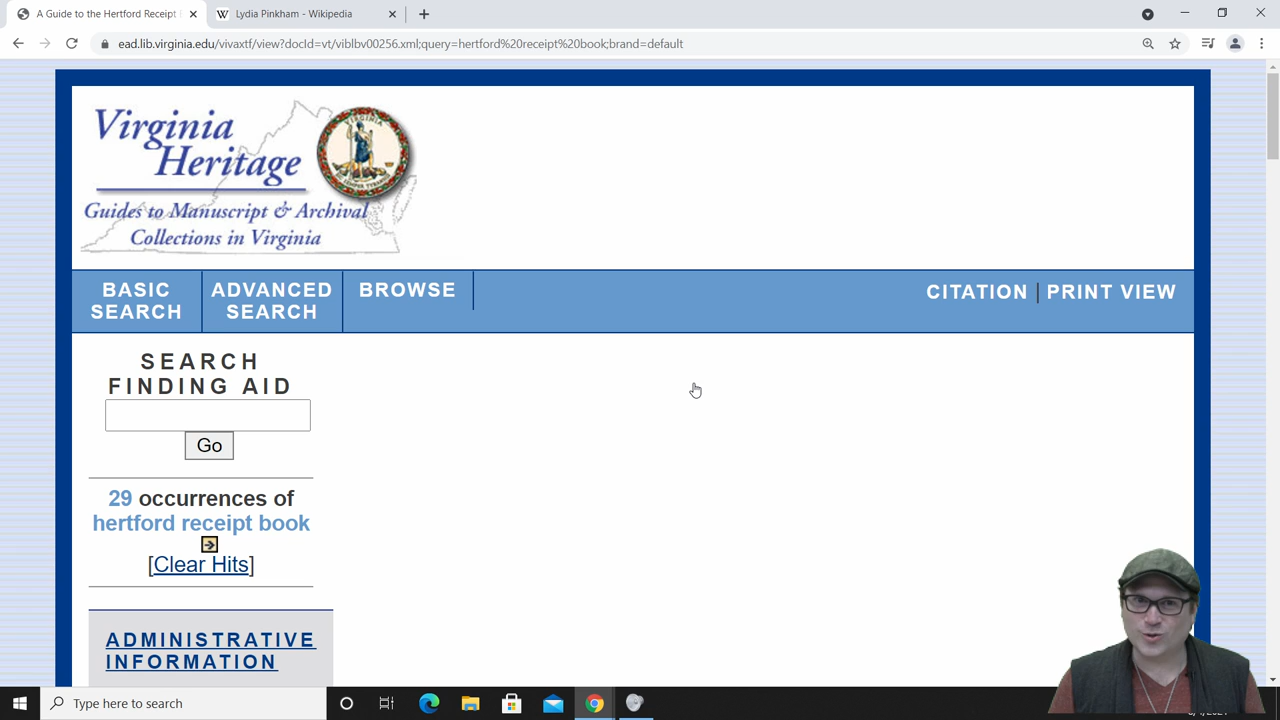 A Guide to the Hertford Receipt
Lydia Pinkham - Wikipedia
ead.lib.virginia.edu/vivaxtf/view?docId=vt/viblbv00256.xml;query=hertford%20receipt%20book;brand=default
Virginia
Heritage
VIRGINIA
Guides to Manuscript & Archival
Collections in Virginia
BASIC
SEARCH
ADVANCED
SEARCH
BROWSE
CITATION | PRINT VIEW
SEARCH
FINDING AID
Go
29 occurrences of
hertford receipt book
[Clear Hits]
ADMINISTRATIVE
INFORMATION
Type here to search